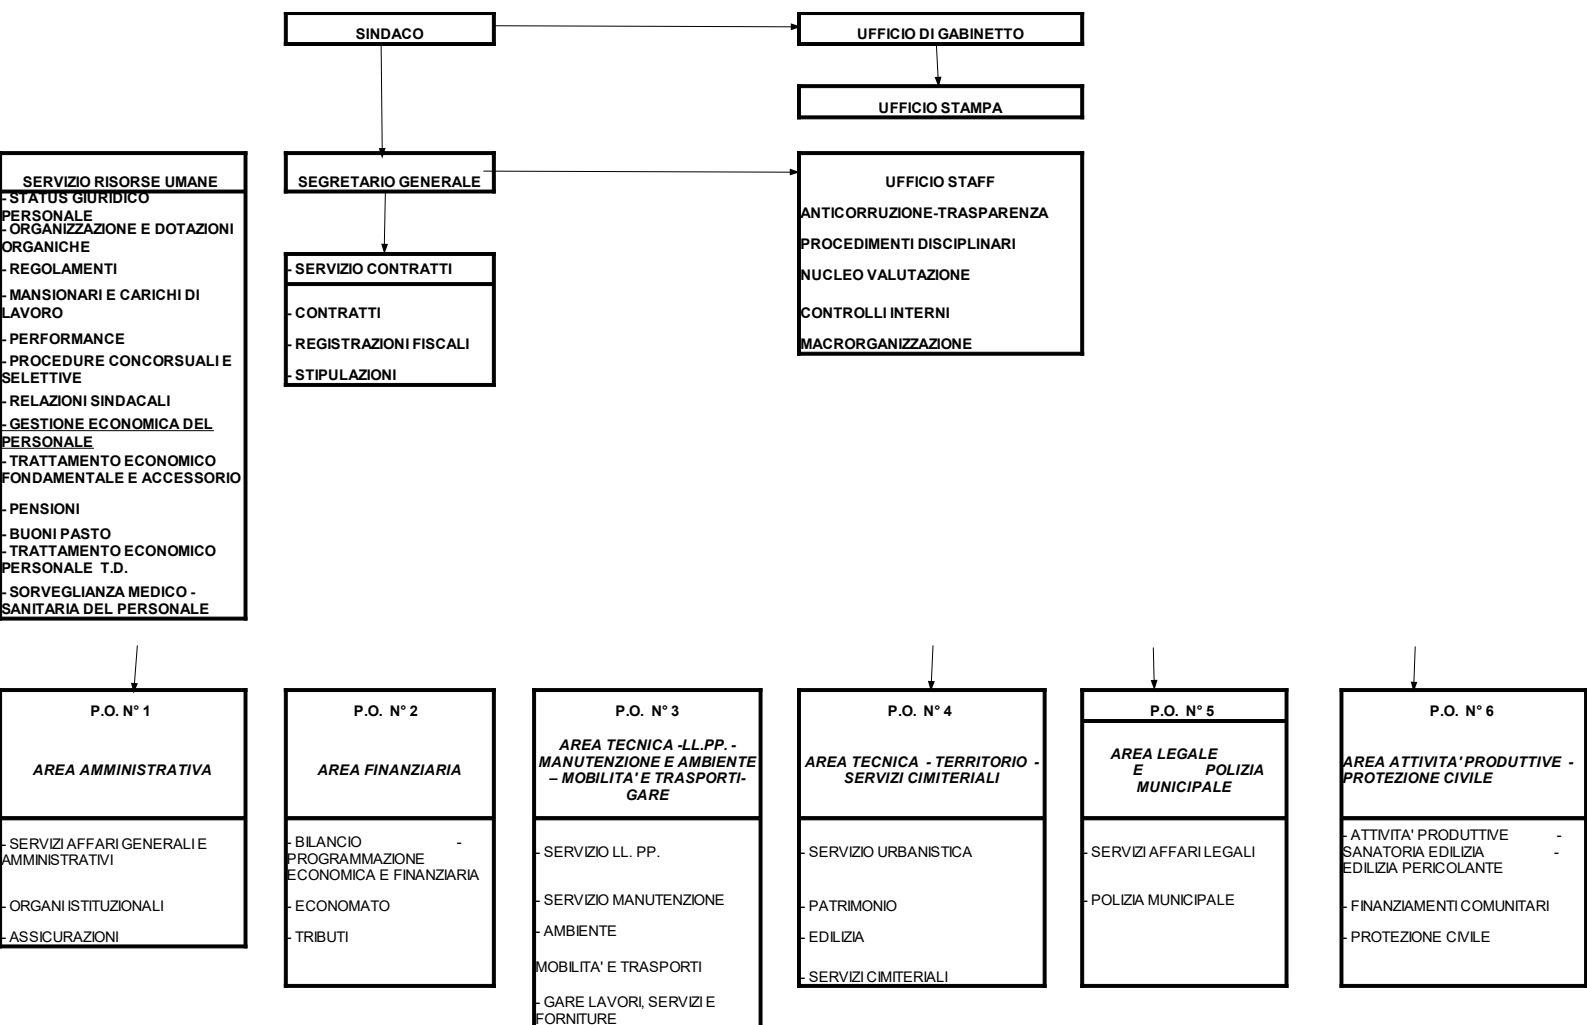 SINDACO
UFFICIO DI GABINETTO
UFFICIO STAMPA
SERVIZIO RISORSE UMANE
- STATUS GIURIDICO
PERSONALE
- ORGANIZZAZIONE E DOTAZIONI
ORGANICHE
- REGOLAMENTI
- MANSIONARI E CARICHI DI
LAVORO
- PERFORMANCE
- PROCEDURE CONCORSUALI E
SELETTIVE
- RELAZIONI SINDACALI
- GESTIONE ECONOMICA DEL
PERSONALE
- TRATTAMENTO ECONOMICO
FONDAMENTALE E ACCESSORIO
- PENSIONI
- BUONI PASTO
- TRATTAMENTO ECONOMICO
PERSONALE T.D.
- SORVEGLIANZA MEDICO -
SANITARIA DEL PERSONALE
SEGRETARIO GENERALE
- SERVIZIO CONTRATTI
- CONTRATTI
- REGISTRAZIONI FISCALI
- STIPULAZIONI
UFFICIO STAFF
ANTICORRUZIONE-TRASPARENZA
PROCEDIMENTI DISCIPLINARI
NUCLEO VALUTAZIONE
CONTROLLI INTERNI
MACRORGANIZZAZIONE
P.O. N° 1
AREA AMMINISTRATIVA
- SERVIZI AFFARI GENERALI E
AMMINISTRATIVI
- ORGANI ISTITUZIONALI
- ASSICURAZIONI
P.O. N° 2
AREA FINANZIARIA
- BILANCIO -
PROGRAMMAZIONE
ECONOMICA E FINANZIARIA
- ECONOMATO
- TRIBUTI
P.O. N° 3
AREA TECNICA -LL.PP. -
MANUTENZIONE E AMBIENTE
– MOBILITA' E TRASPORTI-
GARE
- SERVIZIO LL. PP.
- SERVIZIO MANUTENZIONE
- AMBIENTE
MOBILITA' E TRASPORTI
- GARE LAVORI, SERVIZI E
FORNITURE
P.O. N° 4
AREA TECNICA - TERRITORIO -
SERVIZI CIMITERIALI
- SERVIZIO URBANISTICA
- PATRIMONIO
- EDILIZIA
- SERVIZI CIMITERIALI
P.O. N° 5
AREA LEGALE
E POLIZIA
MUNICIPALE
- SERVIZI AFFARI LEGALI
- POLIZIA MUNICIPALE
P.O. N° 6
AREA ATTIVITA' PRODUTTIVE -
PROTEZIONE CIVILE
- ATTIVITA' PRODUTTIVE -
SANATORIA EDILIZIA -
EDILIZIA PERICOLANTE
- FINANZIAMENTI COMUNITARI
- PROTEZIONE CIVILE